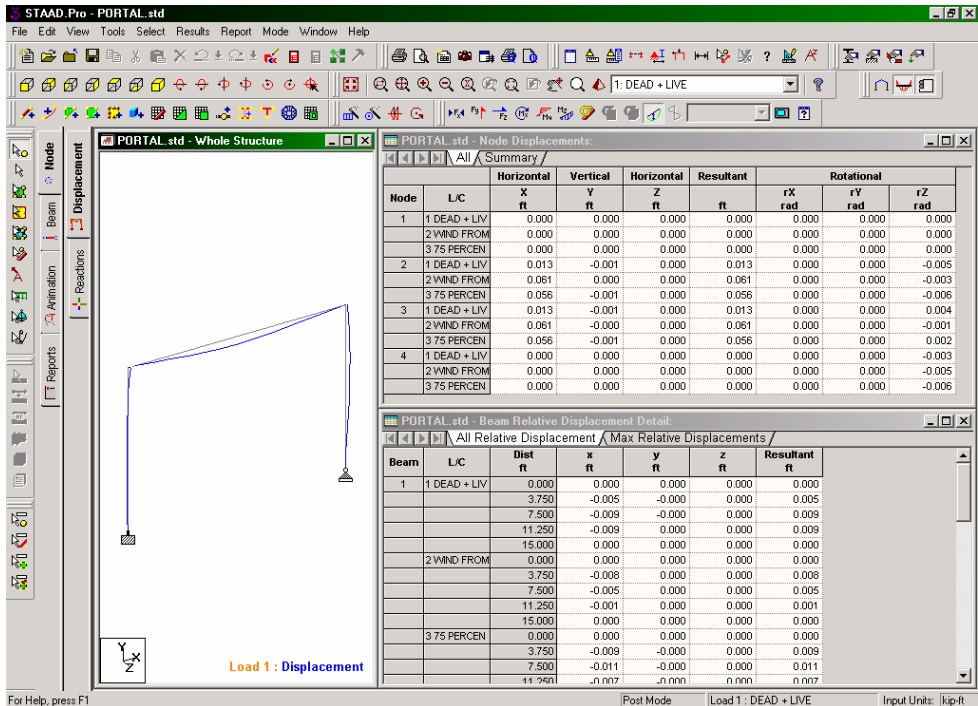 STAAD.Pro - PORTAL.std
File Edit View Tools Select Results Report Mode Window Help
1: DEAD + LIVE
Node
Beam
Animation
Reports
Displacement
Reactions
PORTAL.std - Whole Structure
Y
X
Z
Load 1 : Displacement
PORTAL.std - Node Displacements:
All Summary
Horizontal Vertical Horizontal Resultant Rotational
Node L/C X ft Y ft Z ft ft rX rad rY rad rZ rad
1 1 DEAD + LIV 0.000 0.000 0.000 0.000 0.000 0.000 0.000
2 WIND FROM 0.000 0.000 0.000 0.000 0.000 0.000 0.000
3 75 PERCEN 0.000 0.000 0.000 0.000 0.000 0.000 0.000
2 1 DEAD + LIV 0.013 -0.001 0.000 0.013 0.000 0.000 -0.005
2 WIND FROM 0.061 0.000 0.000 0.061 0.000 0.000 -0.003
3 75 PERCEN 0.056 -0.001 0.000 0.056 0.000 0.000 -0.006
3 1 DEAD + LIV 0.013 -0.001 0.000 0.013 0.000 0.000 0.004
2 WIND FROM 0.061 -0.000 0.000 0.061 0.000 0.000 -0.001
3 75 PERCEN 0.056 -0.001 0.000 0.056 0.000 0.000 0.002
4 1 DEAD + LIV 0.000 0.000 0.000 0.000 0.000 0.000 -0.003
2 WIND FROM 0.000 0.000 0.000 0.000 0.000 0.000 -0.005
3 75 PERCEN 0.000 0.000 0.000 0.000 0.000 0.000 -0.006
PORTAL.std - Beam Relative Displacement Detail:
All Relative Displacement Max Relative Displacements
Beam L/C Dist ft x ft y ft z ft Resultant ft
1 1 DEAD + LIV 0.000 0.000 0.000 0.000 0.000
3.750 -0.005 -0.000 0.000 0.005
7.500 -0.009 -0.000 0.000 0.009
11.250 -0.009 0.000 0.000 0.009
15.000 0.000 0.000 0.000 0.000
2 WIND FROM 0.000 0.000 0.000 0.000 0.000
3.750 -0.008 0.000 0.000 0.008
7.500 -0.005 0.000 0.000 0.005
11.250 -0.001 0.000 0.000 0.001
15.000 0.000 0.000 0.000 0.000
3 75 PERCEN 0.000 0.000 0.000 0.000 0.000
3.750 -0.009 -0.000 0.000 0.009
7.500 -0.011 -0.000 0.000 0.011
11.250 -0.007 0.000 0.000 0.007
For Help, press F1
Post Mode
Load 1 : DEAD + LIVE
Input Units: kip-ft